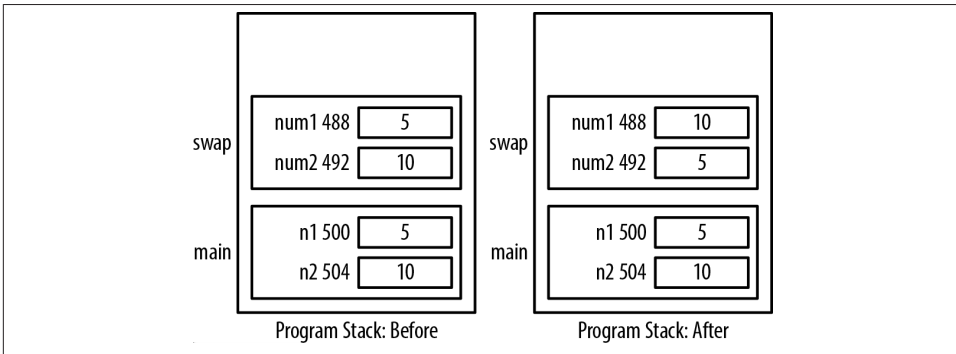 swap
num1 488 5
num2 492 10
main
n1 500 5
n2 504 10
Program Stack: Before
swap
num1 488 10
num2 492 5
main
n1 500 5
n2 504 10
Program Stack: After